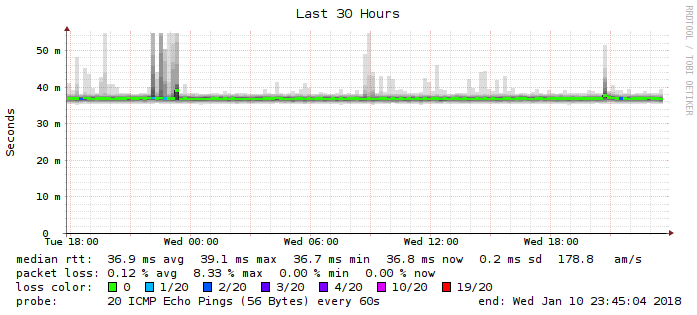 Last 30 Hours
RRDTOOL / TOBI OETIKER
Seconds
50 m
40 m
30 m
20 m
10 m
0
Tue 18:00 Wed 00:00 Wed 06:00 Wed 12:00 Wed 18:00
median rtt: 36.9 ms avg 39.1 ms max 36.7 ms min 36.8 ms now 0.2 ms sd 178.8 am/s
packet loss: 0.12 % avg 8.33 % max 0.00 % min 0.00 % now
loss color: 0 1/20 2/20 3/20 4/20 10/20 19/20
probe: 20 ICMP Echo Pings (56 Bytes) every 60s end: Wed Jan 10 23:45:04 2018